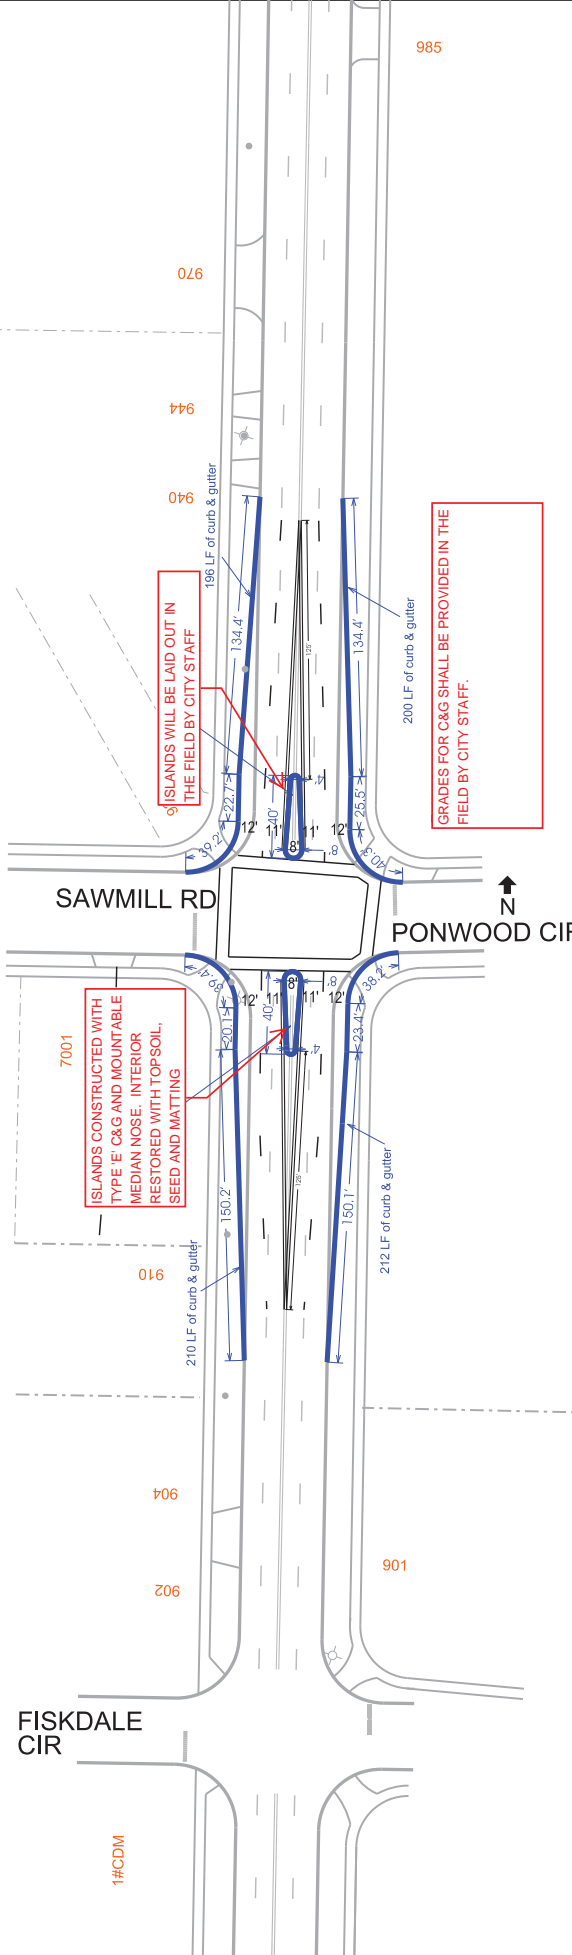 985
970
944
940
196 LF of curb & gutter
134.4'
134.4'
ISLANDS WILL BE LAID OUT IN
THE FIELD BY CITY STAFF
200 LF of curb & gutter
GRADES FOR C&G SHALL BE PROVIDED IN THE
FIELD BY CITY STAFF.
125'
22.7'
40'
4'
25.5'
12'
11'
8'
11'
12'
8'
39.2'
40.3'
SAWMILL RD
N
PONWOOD CIR
39.4'
38.2'
12'
11'
8'
11'
12'
8'
20.1'
40'
4'
23.4'
7001
ISLANDS CONSTRUCTED WITH
TYPE 'E' C&G AND MOUNTABLE
MEDIAN NOSE. INTERIOR
RESTORED WITH TOPSOIL,
SEED AND MATTING
125'
150.2'
150.1'
212 LF of curb & gutter
910
210 LF of curb & gutter
904
902
901
FISKDALE
CIR
1#CDM